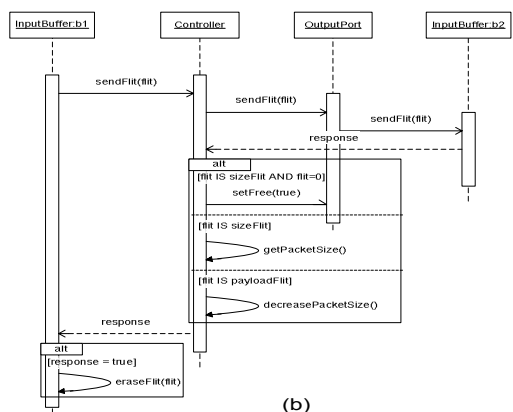 InputBuffer:b1
Controller
OutputPort
InputBuffer:b2
sendFlit(flit)
sendFlit(flit)
sendFlit(flit)
response
alt
[flit IS sizeFlit AND flit=0]
setFree(true)
[flit IS sizeFlit]
getPacketSize()
[flit IS payloadFlit]
decreasePacketSize()
response
alt
[response = true]
eraseFlit(flit)
(b)